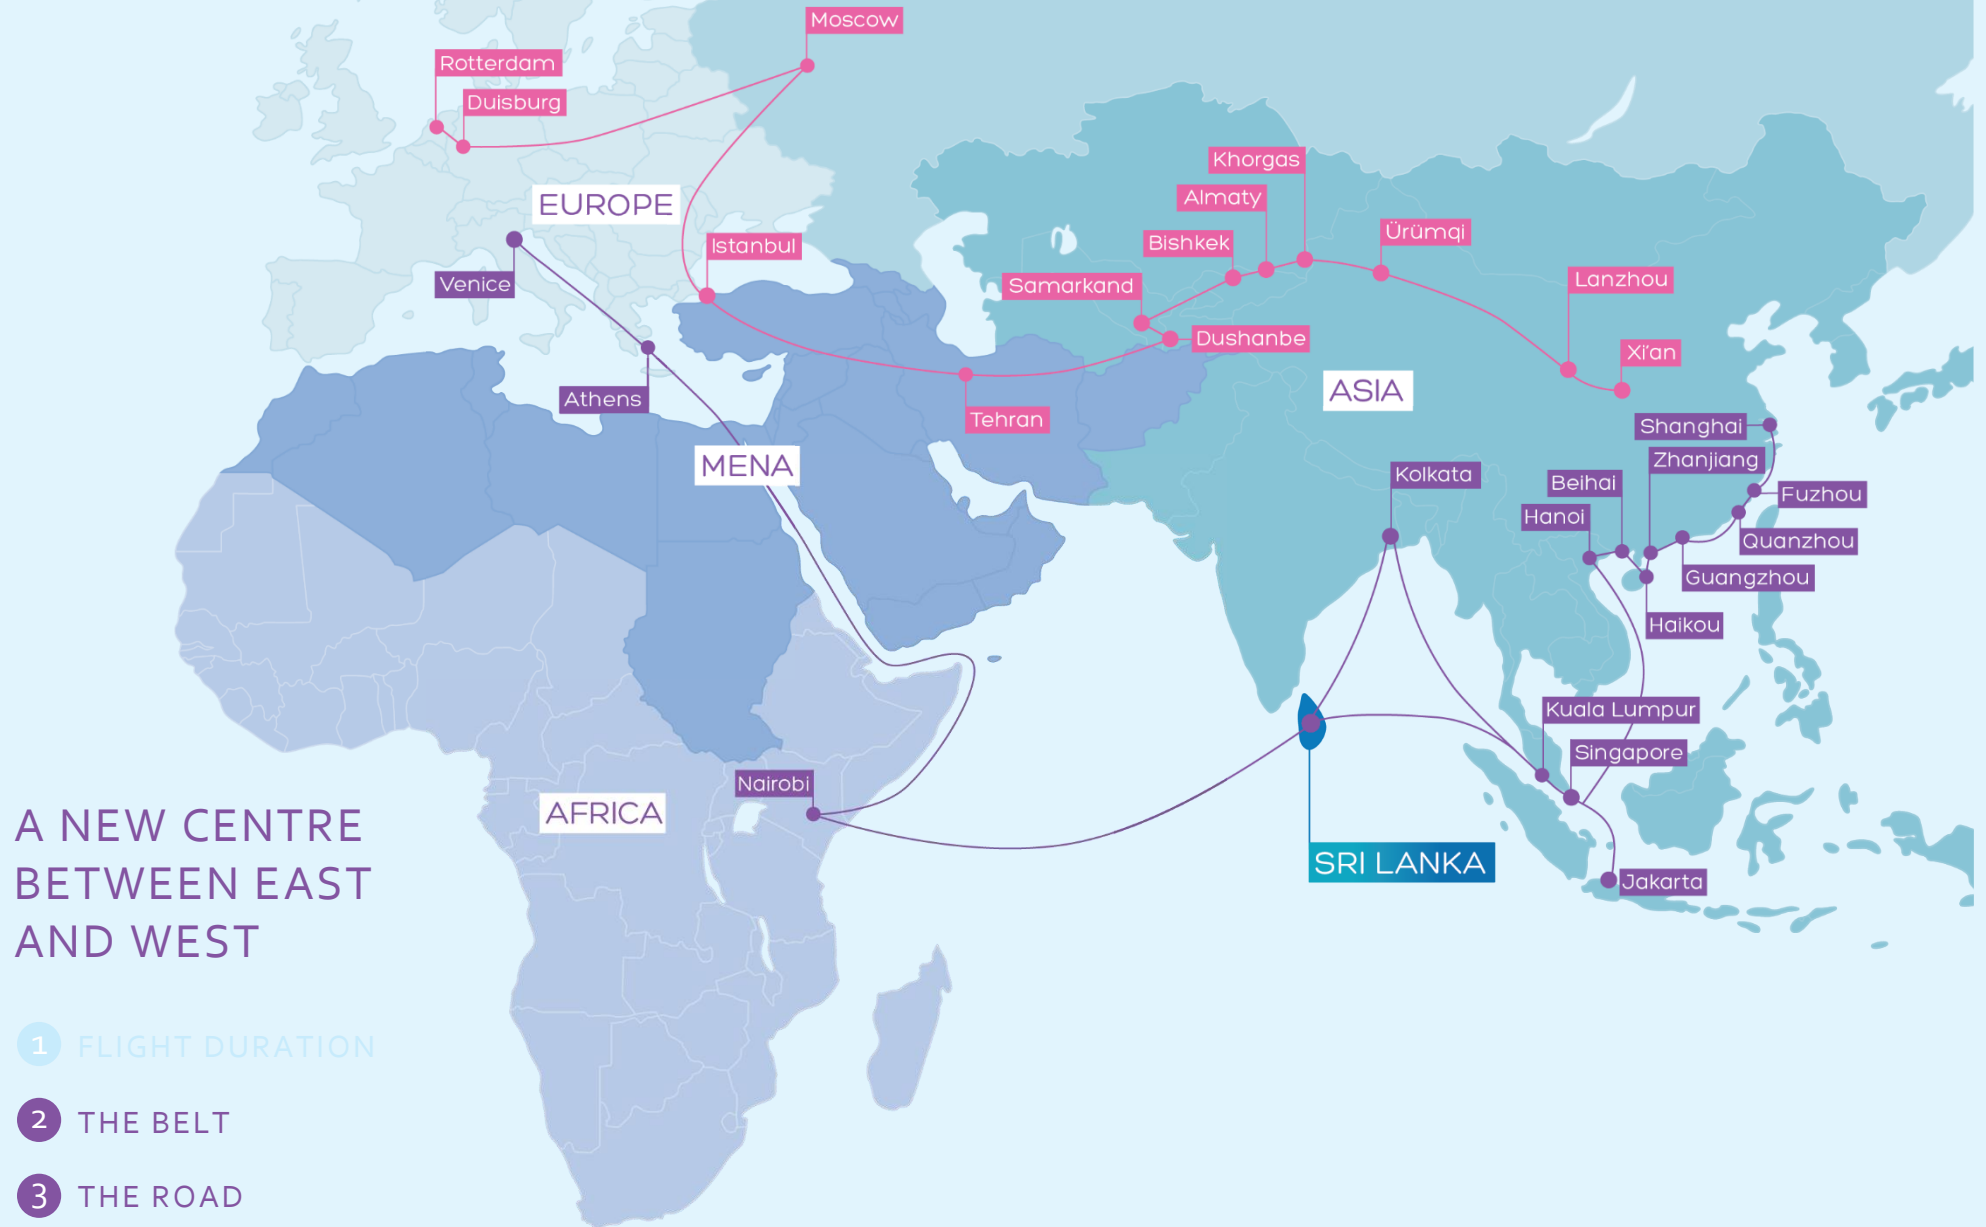 Moscow
Rotterdam
Duisburg
Khorgas
Almaty
EUROPE
Ürümqi
Istanbul
Bishkek
Venice
Samarkand
Lanzhou
Dushanbe
Xi'an
ASIA
Athens
Tehran
Shanghai
MENA
Zhanjiang
Kolkata
Beihai
Fuzhou
Hanoi
Quanzhou
Guangzhou
Haikou
Kuala Lumpur
Singapore
Nairobi
AFRICA
SRI LANKA
Jakarta
A NEW CENTRE
BETWEEN EAST
AND WEST
1 FLIGHT DURATION
2 THE BELT
3 THE ROAD